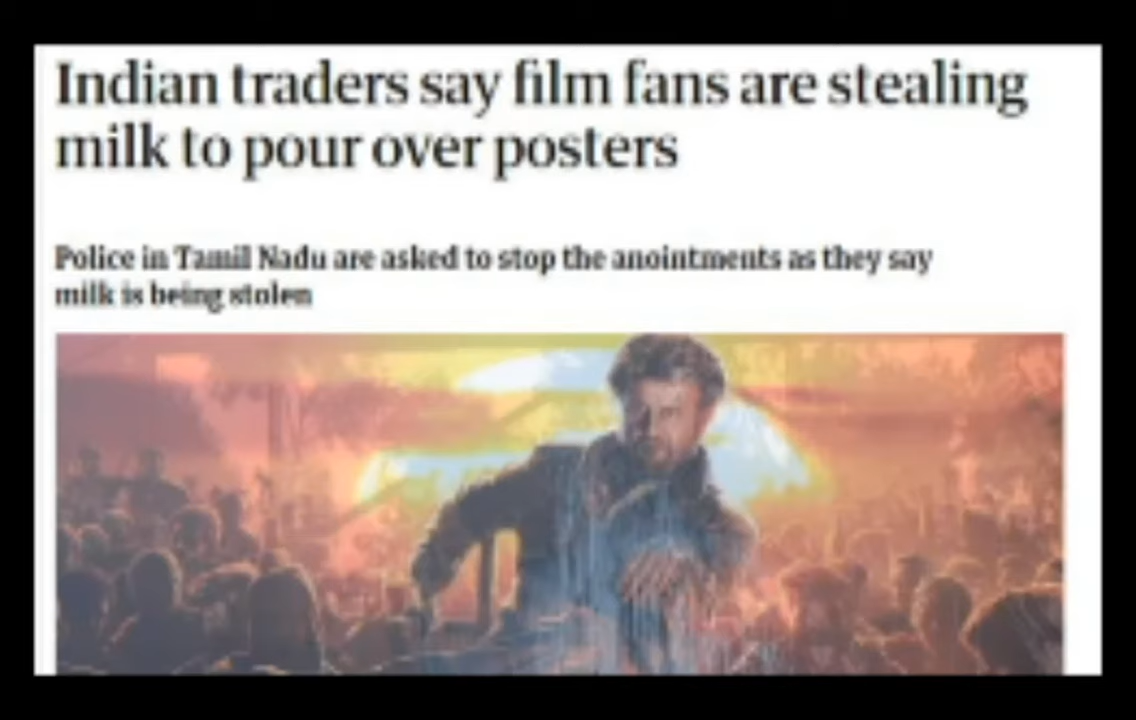 Indian traders say film fans are stealing
milk to pour over posters
Police in Tamil Nadu are asked to stop the anointments as they say
milk is being stolen